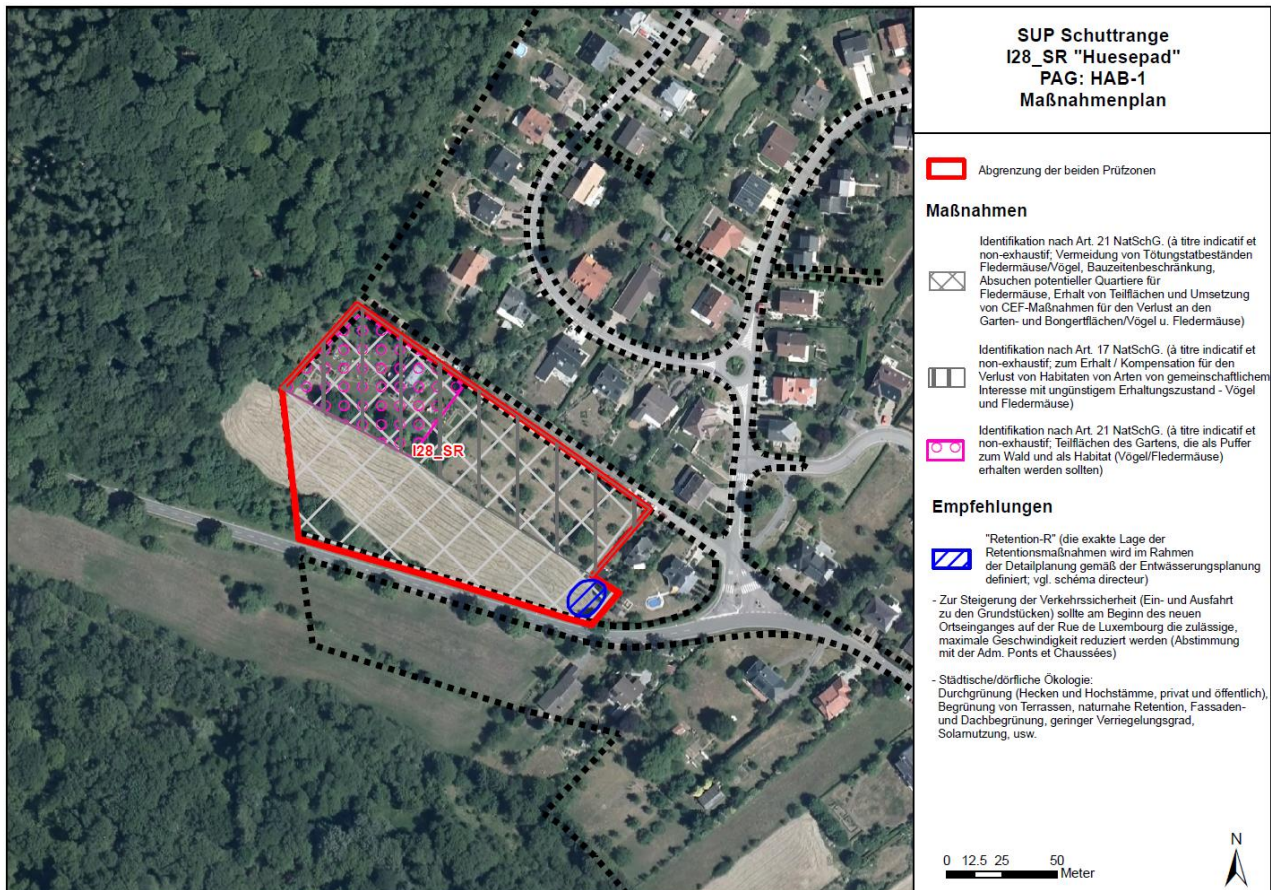 SUP Schuttrange
I28_SR "Huesepad"
PAG: HAB-1
Maßnahmenplan
Abgrenzung der beiden Prüfzonen
Maßnahmen
Identifikation nach Art. 21 NatSchG. (à titre indicatif et
non-exhaustif; Vermeidung von Tötungstatbeständen
Fledermäuse/Vögel, Bauzeitenbeschränkung,
Absuchen potentieller Quartiere für
Fledermäuse, Erhalt von Teilflächen und Umsetzung
von CEF-Maßnahmen für den Verlust an den
Garten- und Bongertflächen/Vögel u. Fledermäuse)
Identifikation nach Art. 17 NatSchG. (à titre indicatif et
non-exhaustif; zum Erhalt / Kompensation für den
Verlust von Habitaten von Arten von gemeinschaftlichem
Interesse mit ungünstigem Erhaltungszustand - Vögel
und Fledermäuse)
Identifikation nach Art. 21 NatSchG. (à titre indicatif et
non-exhaustif; Teilflächen des Gartens, die als Puffer
zum Wald und als Habitat (Vögel/Fledermäuse)
erhalten werden sollten)
Empfehlungen
"Retention-R" (die exakte Lage der
Retentionsmaßnahmen wird im Rahmen
der Detailplanung gemäß der Entwässerungsplanung
definiert; vgl. schéma directeur)
- Zur Steigerung der Verkehrssicherheit (Ein- und Ausfahrt
zu den Grundstücken) sollte am Beginn des neuen
Ortseinganges auf der Rue de Luxembourg die zulässige,
maximale Geschwindigkeit reduziert werden (Abstimmung
mit der Adm. Ponts et Chaussées)
- Städtische/dörfliche Ökologie:
Durchgrünung (Hecken und Hochstämme, privat und öffentlich),
Begrünung von Terrassen, naturnahe Retention, Fassaden-
und Dachbegrünung, geringer Verriegelungsgrad,
Solarnutzung, usw.
I28_SR
N
0 12.5 25 50
Meter